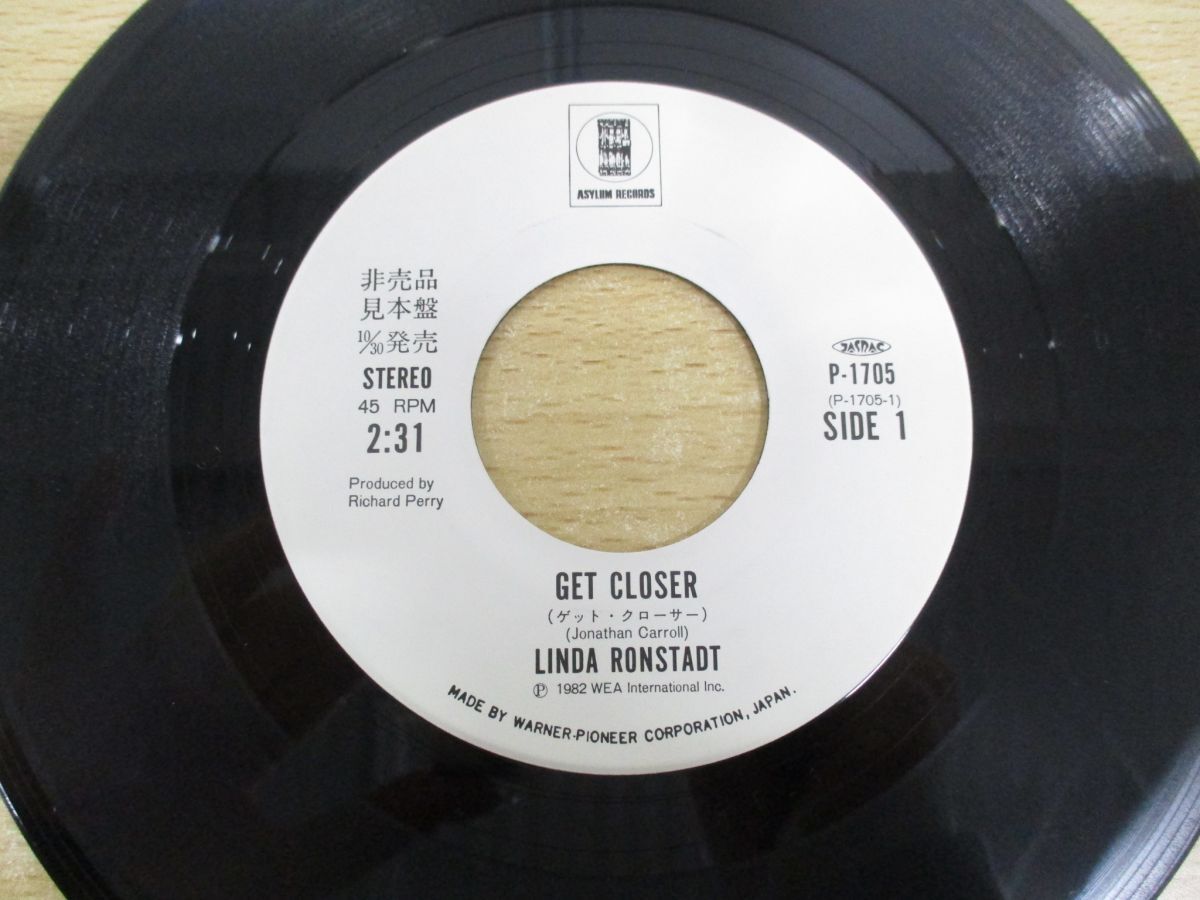 ASYLUM RECORDS
非売品
見本盤
10/30発売
STEREO
45 RPM
2:31
Produced by
Richard Perry
JASRAC
P-1705
(P-1705-1)
SIDE 1
GET CLOSER
(ゲット・クローサー)
(Jonathan Carroll)
LINDA RONSTADT
Ⓟ 1982 WEA International Inc.
MADE BY WARNER-PIONEER CORPORATION, JAPAN.